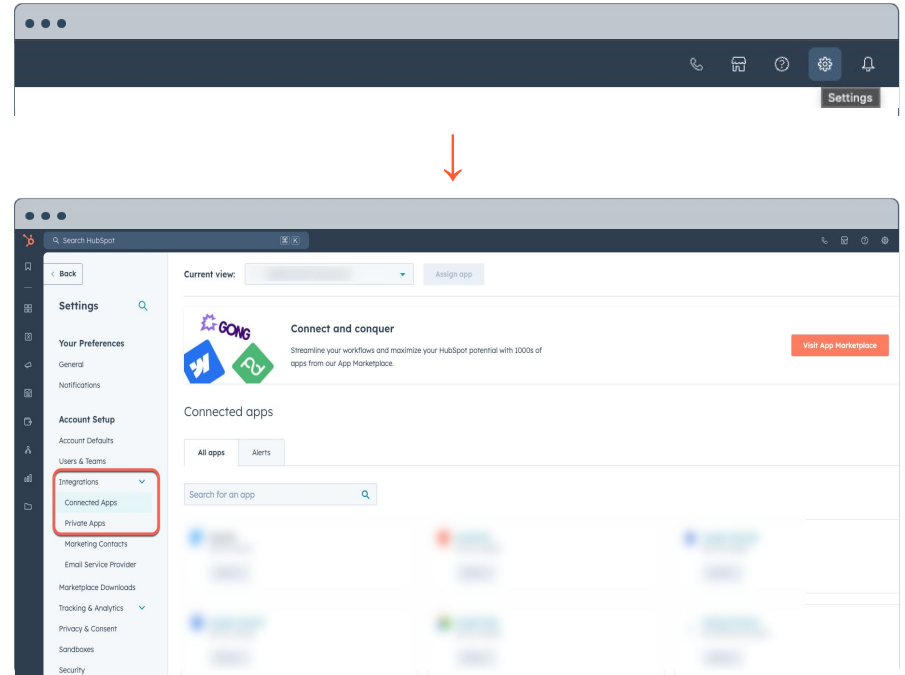 Settings
Search HubSpot
⌘ K
Back
Current view:
Assign app
Settings
GONG
Connect and conquer
Streamline your workflows and maximize your HubSpot potential with 1000s of
apps from our App Marketplace.
Visit App Marketplace
Your Preferences
General
Notifications
Connected apps
Account Setup
Account Defaults
All apps
Alerts
Users & Teams
Integrations
Connected Apps
Search for an app
Private Apps
Marketing Contacts
Email Service Provider
Marketplace Downloads
Tracking & Analytics
Privacy & Consent
Sandboxes
Security